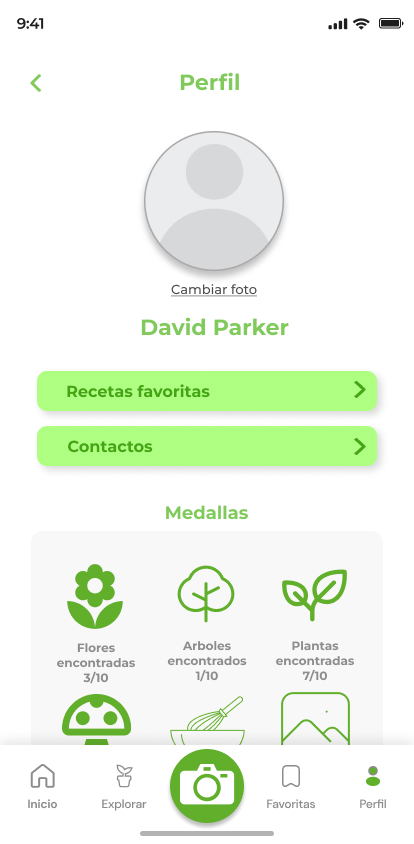 9:41
Perfil
Cambiar foto
David Parker
Recetas favoritas
Contactos
Medallas
Flores
encontradas
3/10
Arboles
encontrados
1/10
Plantas
encontradas
7/10
Inicio
Explorar
Favoritas
Perfil